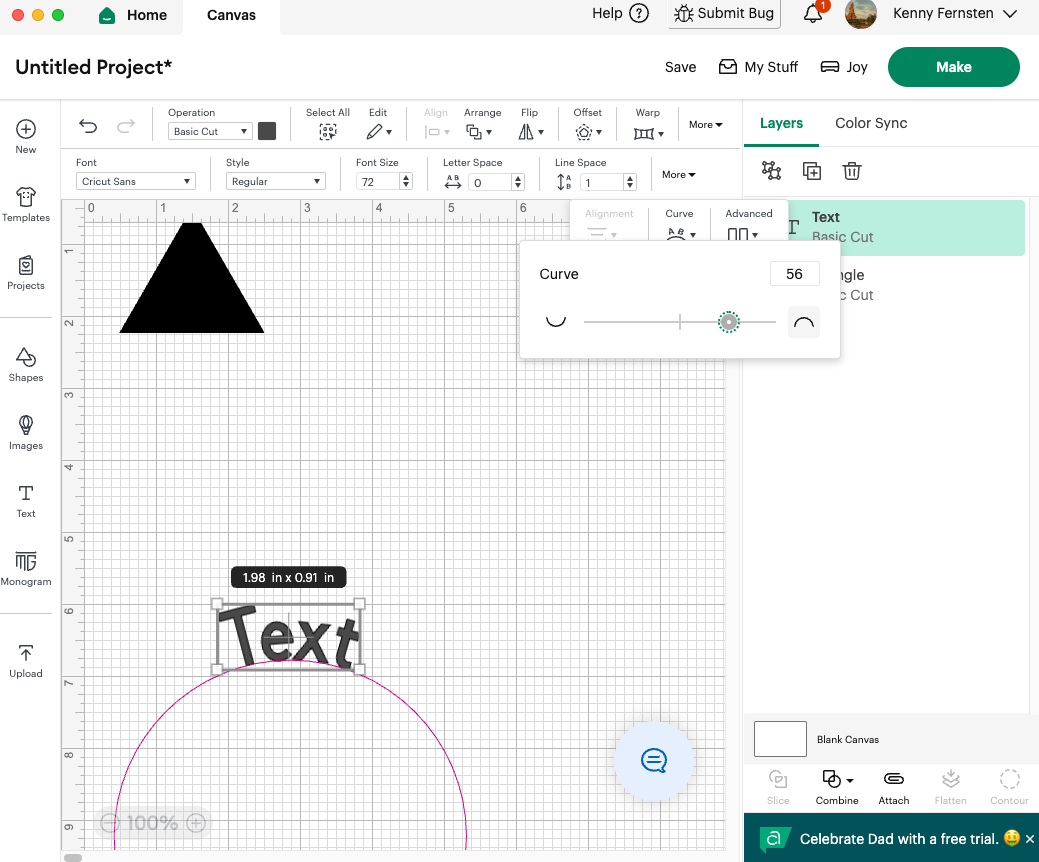 Home
Canvas
Help
Submit Bug
1
Kenny Fernsten
Untitled Project*
Save
My Stuff
Joy
Make
New
Templates
Projects
Shapes
Images
Text
Monogram
Upload
Operation
Basic Cut
Select All
Edit
Align
Arrange
Flip
Offset
Warp
More
Font
Cricut Sans
Style
Regular
Font Size
72
Letter Space
0
Line Space
1
More
Layers
Color Sync
Alignment
Curve
Advanced
Text
Basic Cut
Curve
56
0 1 2 3 4 5 6
1
2
3
4
5
6
7
8
9
1.98 in x 0.91 in
Text
100%
Blank Canvas
Slice
Combine
Attach
Flatten
Contour
Celebrate Dad with a free trial. 🤑 ×